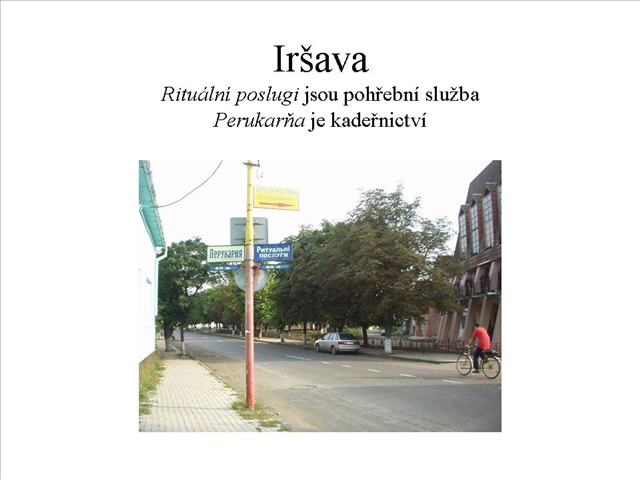 Iršava
Rituální poslugi jsou pohřební služba
Perukarňa je kadeřnictví
Перукарня
Ритуальні
послуги